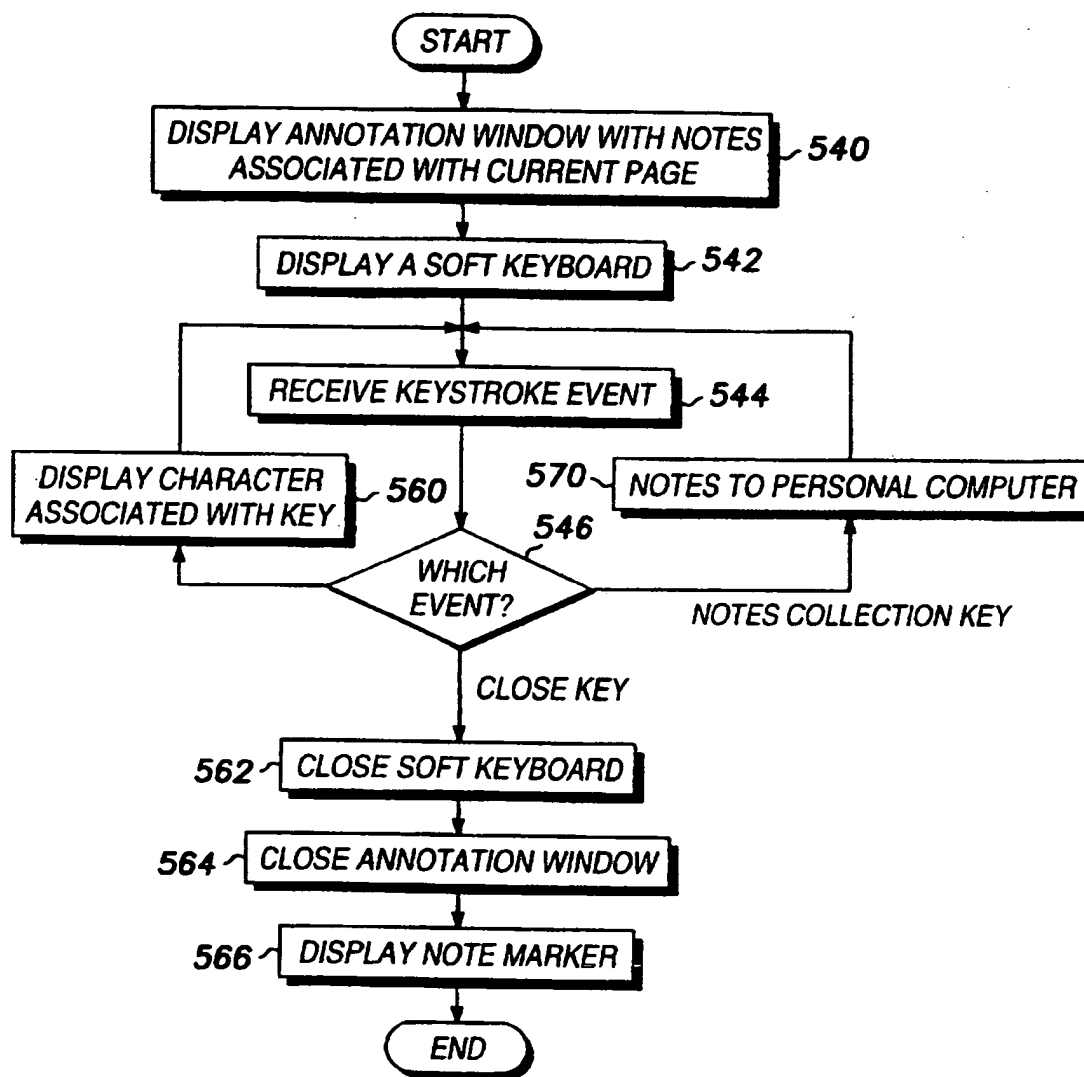 START
DISPLAY ANNOTATION WINDOW WITH NOTES
ASSOCIATED WITH CURRENT PAGE
540
DISPLAY A SOFT KEYBOARD
542
RECEIVE KEYSTROKE EVENT
544
DISPLAY CHARACTER
ASSOCIATED WITH KEY
560
570
NOTES TO PERSONAL COMPUTER
546
WHICH
EVENT?
NOTES COLLECTION KEY
CLOSE KEY
562
CLOSE SOFT KEYBOARD
564
CLOSE ANNOTATION WINDOW
566
DISPLAY NOTE MARKER
END